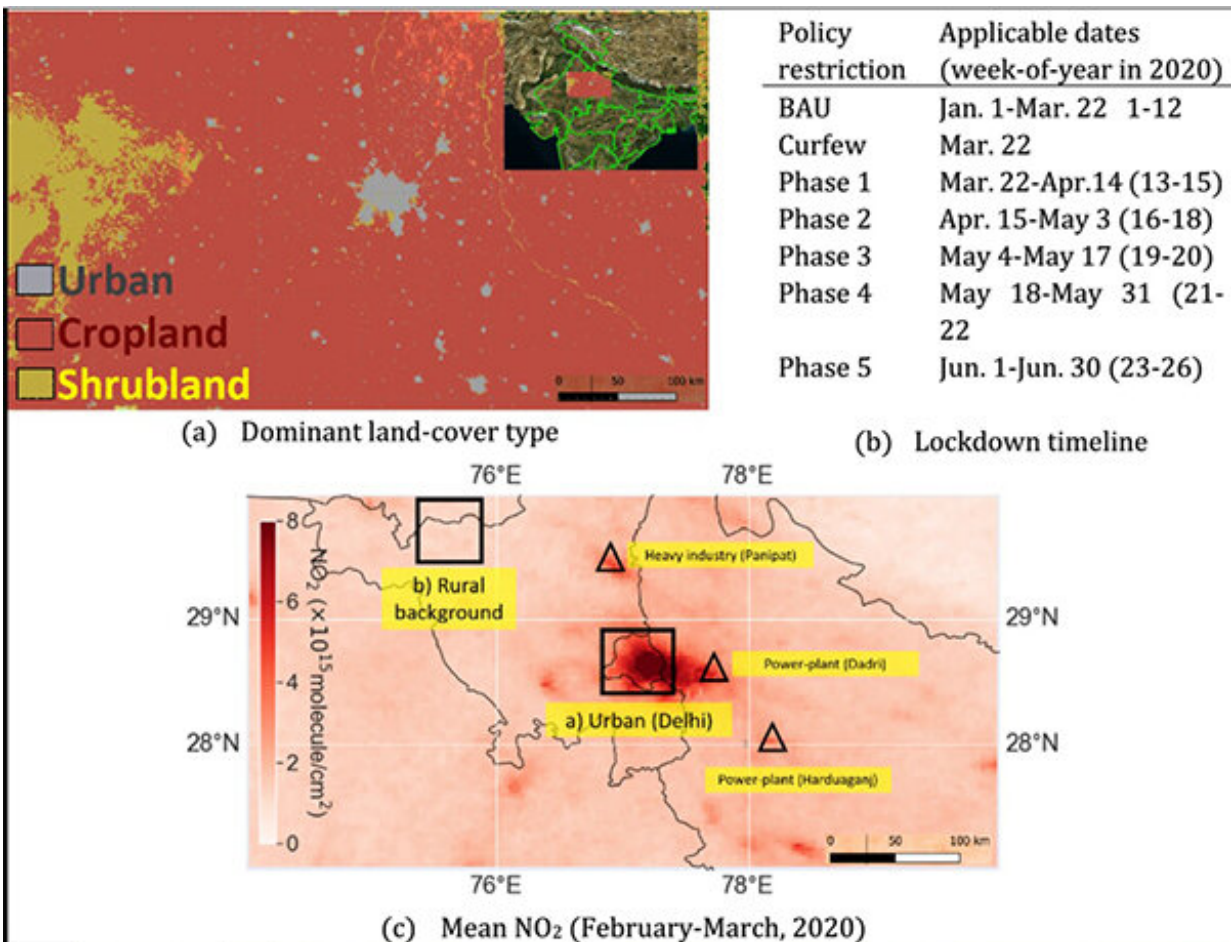 Urban
Cropland
Shrubland
0 50 100 km
(a) Dominant land-cover type
Policy restriction Applicable dates (week-of-year in 2020)
BAU Jan. 1-Mar. 22 1-12
Curfew Mar. 22
Phase 1 Mar. 22-Apr.14 (13-15)
Phase 2 Apr. 15-May 3 (16-18)
Phase 3 May 4-May 17 (19-20)
Phase 4 May 18-May 31 (21-
22
Phase 5 Jun. 1-Jun. 30 (23-26)
(b) Lockdown timeline
76°E 78°E
8
6
4
2
0
NO₂ (×10¹⁵molecule/cm²)
b) Rural
background
Heavy industry (Panipat)
29°N 29°N
Power-plant (Dadri)
a) Urban (Delhi)
28°N 28°N
Power-plant (Harduaganj)
0 50 100 km
76°E 78°E
(c) Mean NO₂ (February-March, 2020)